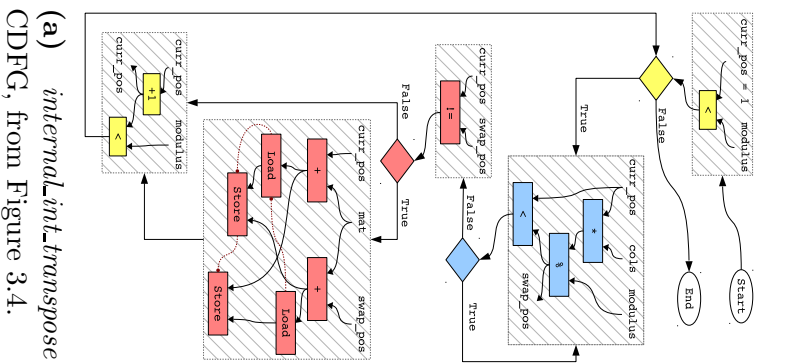 Start
End
curr_pos = 1
modulus
<
False
True
curr_pos
cols
modulus
*
%
<
swap_pos
False
True
curr_pos
swap_pos
!=
False
True
curr_pos
mat
swap_pos
+
+
Load
Load
Store
Store
curr_pos
modulus
+1
curr_pos
<
(a) internal_int_transpose
CDFG, from Figure 3.4.